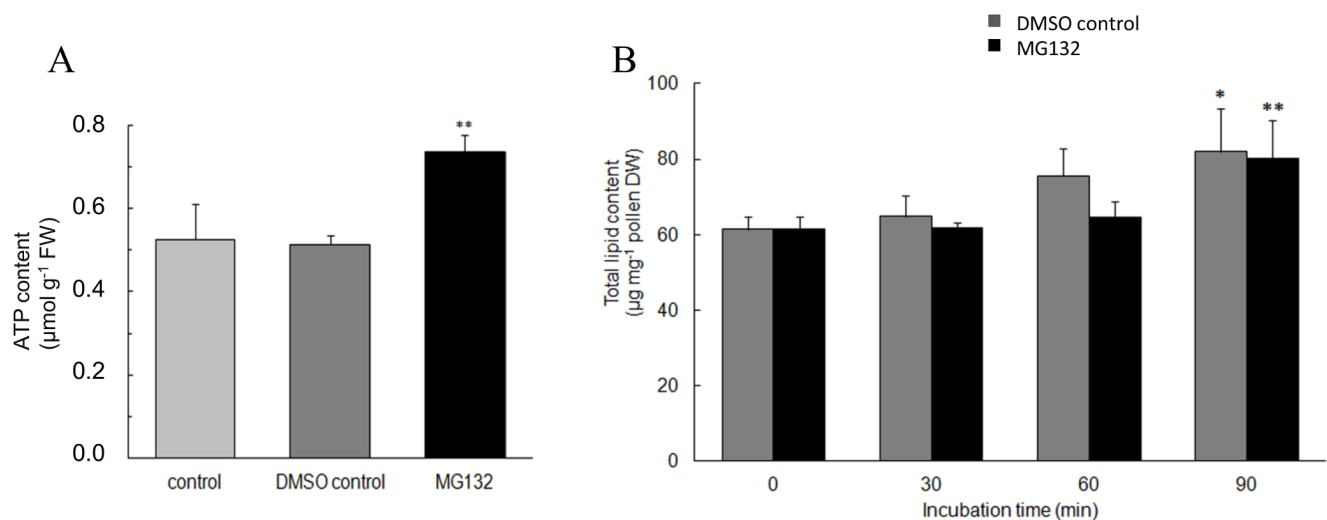 A
ATP content
(µmol g-1 FW)
0.8
0.6
0.4
0.2
0.0
**
control
DMSO control
MG132
B
DMSO control
MG132
Total lipid content
(µg mg-1 pollen DW)
100
80
60
40
20
0
*
**
0
30
60
90
Incubation time (min)